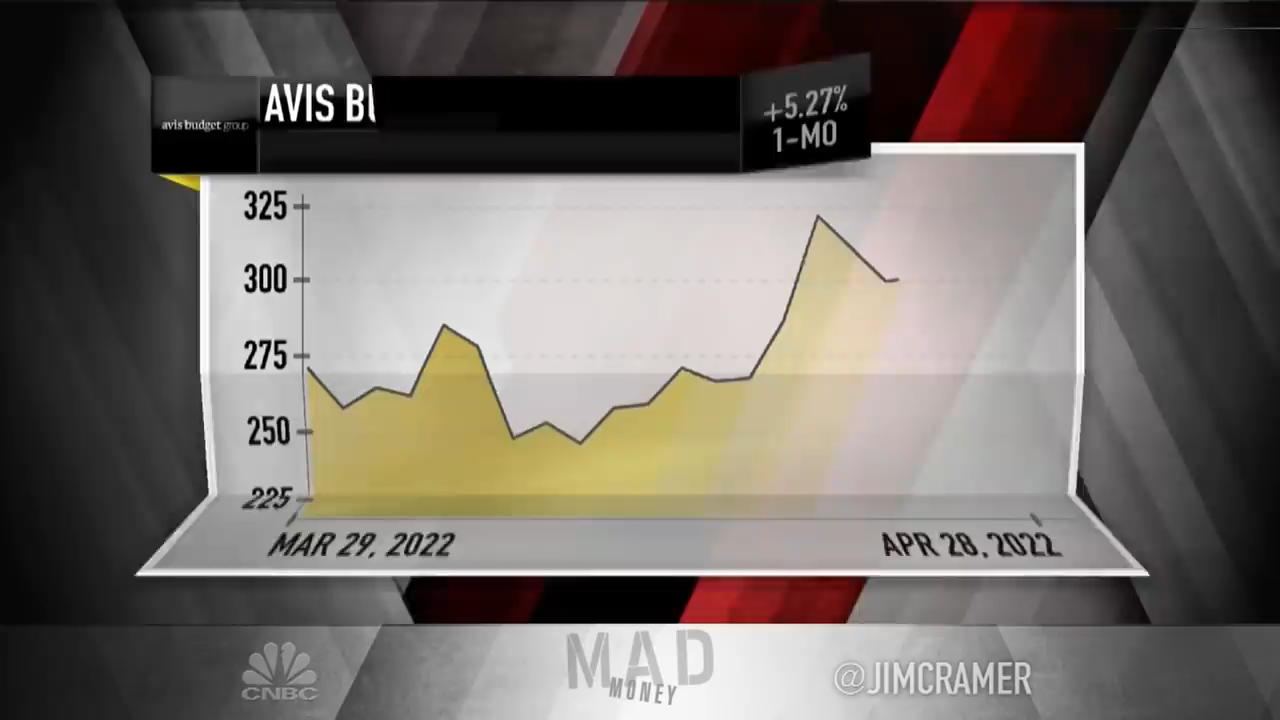 avis budget group
AVIS BU
+5.27%
1-MO
325
300
275
250
225
MAR 29, 2022
APR 28, 2022
CNBC
MAD
MONEY
@JIMCRAMER